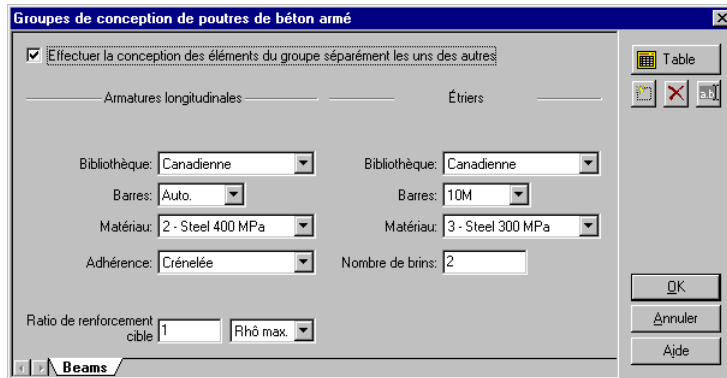 Groupes de conception de poutres de béton armé
Effectuer la conception des éléments du groupe séparément les uns des autres
Table
Armatures longitudinales
Étriers
Bibliothèque: Canadienne
Bibliothèque: Canadienne
Barres: Auto.
Barres: 10M
Matériau: 2 - Steel 400 MPa
Matériau: 3 - Steel 300 MPa
Adhérence: Crénelée
Nombre de brins: 2
Ratio de renforcement
cible 1 Rhô max.
OK
Annuler
Aide
Beams